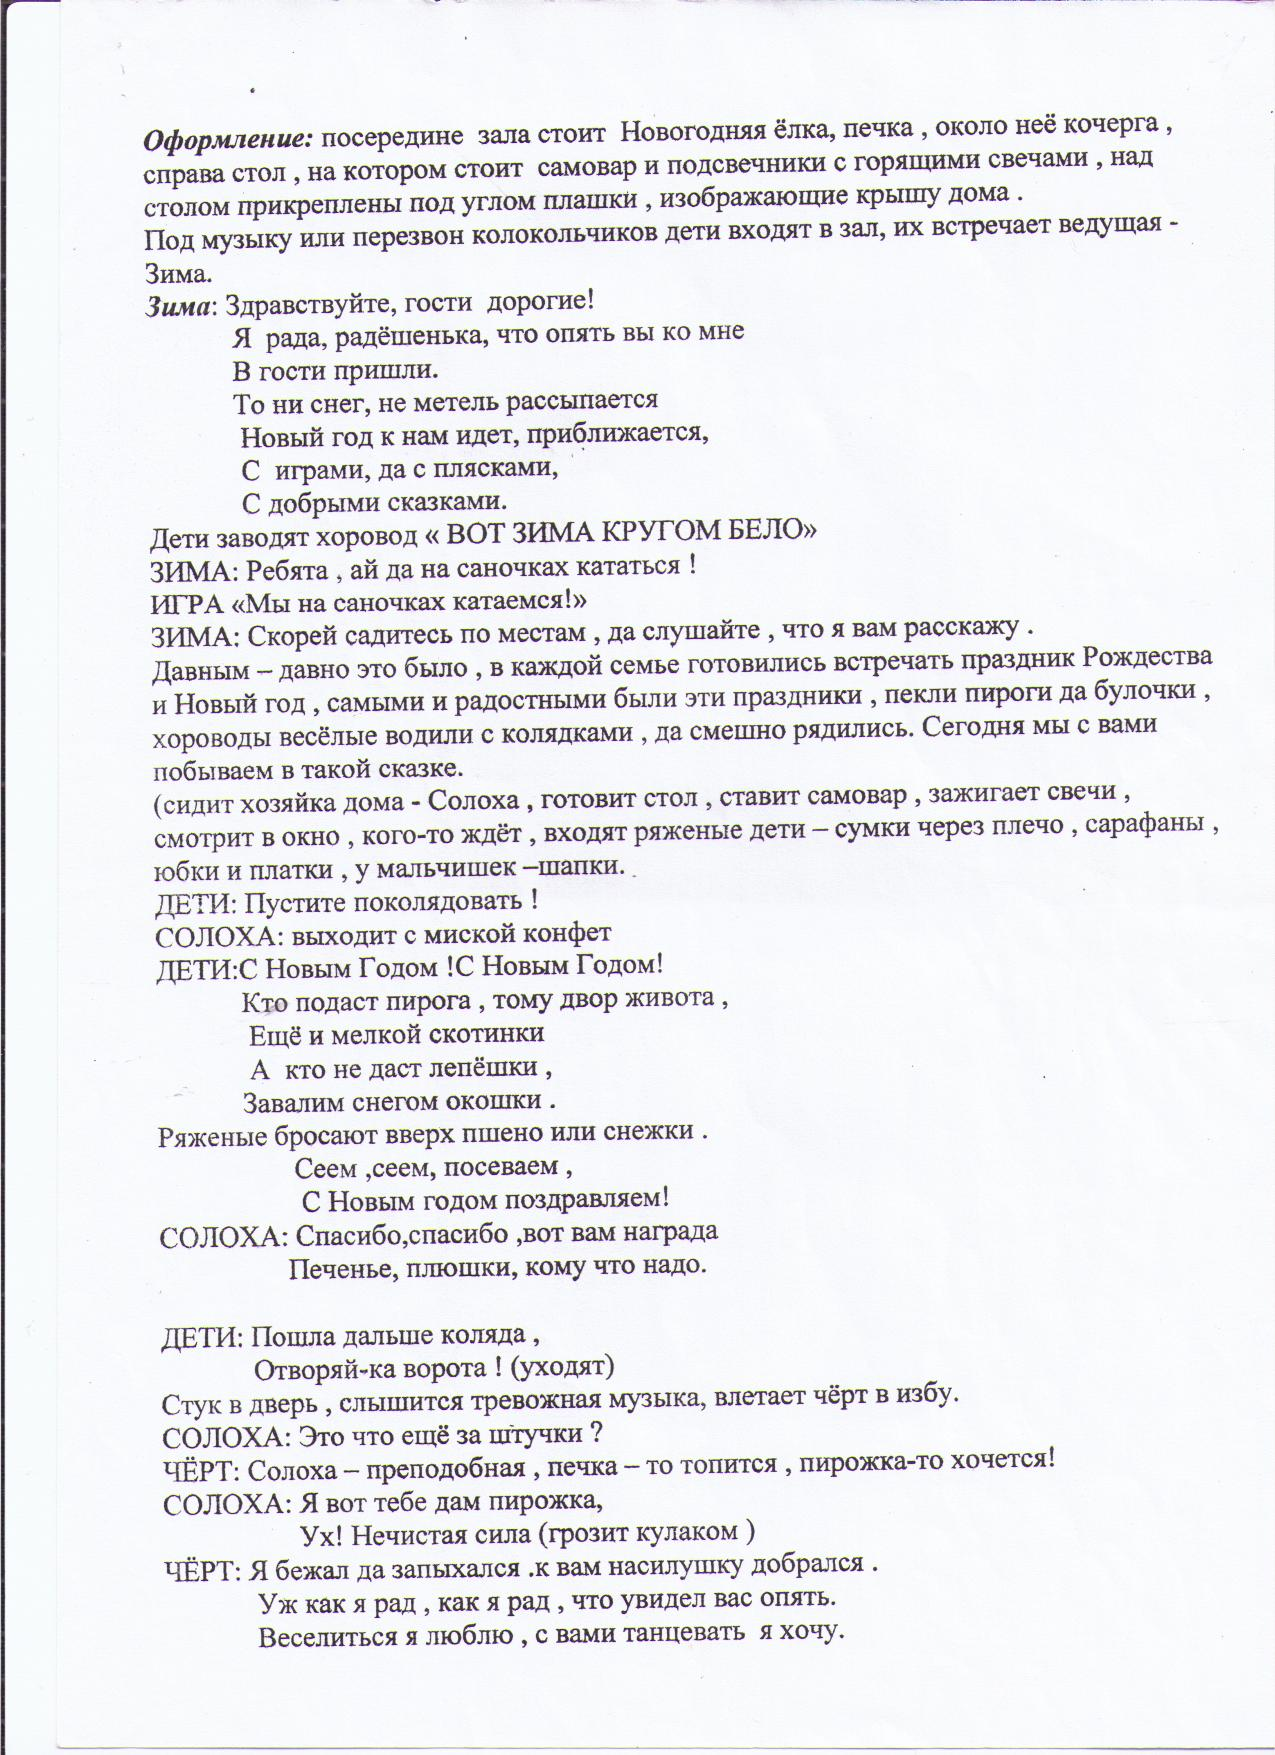 Оформление: посередине зала стоит Новогодняя ёлка, печка , около неё кочерга ,
справа стол , на котором стоит самовар и подсвечники с горящими свечами , над
столом прикреплены под углом плашки , изображающие крышу дома .
Под музыку или перезвон колокольчиков дети входят в зал, их встречает ведущая -
Зима.
Зима: Здравствуйте, гости дорогие!
Я рада, радёшенька, что опять вы ко мне
В гости пришли.
То ни снег, не метель рассыпается
Новый год к нам идет, приближается,
С играми, да с плясками,
С добрыми сказками.
Дети заводят хоровод « ВОТ ЗИМА КРУГОМ БЕЛО»
ЗИМА: Ребята , ай да на саночках кататься !
ИГРА «Мы на саночках катаемся!»
ЗИМА: Скорей садитесь по местам , да слушайте , что я вам расскажу .
Давным – давно это было , в каждой семье готовились встречать праздник Рождества
и Новый год , самыми и радостными были эти праздники , пекли пироги да булочки ,
хороводы весёлые водили с колядками , да смешно рядились. Сегодня мы с вами
побываем в такой сказке.
(сидит хозяйка дома - Солоха , готовит стол , ставит самовар , зажигает свечи ,
смотрит в окно , кого-то ждёт , входят ряженые дети – сумки через плечо , сарафаны ,
юбки и платки , у мальчишек –шапки.
ДЕТИ: Пустите поколядовать !
СОЛОХА: выходит с миской конфет
ДЕТИ:С Новым Годом !С Новым Годом!
Кто подаст пирога , тому двор живота ,
Ещё и мелкой скотинки
А кто не даст лепёшки ,
Завалим снегом окошки .
Ряженые бросают вверх пшено или снежки .
Сеем ,сеем, посеваем ,
С Новым годом поздравляем!
СОЛОХА: Спасибо,спасибо ,вот вам награда
Печенье, плюшки, кому что надо.
ДЕТИ: Пошла дальше коляда ,
Отворяй-ка ворота ! (уходят)
Стук в дверь , слышится тревожная музыка, влетает чёрт в избу.
СОЛОХА: Это что ещё за штучки ?
ЧЁРТ: Солоха – преподобная , печка – то топится , пирожка-то хочется!
СОЛОХА: Я вот тебе дам пирожка,
Ух! Нечистая сила (грозит кулаком )
ЧЁРТ: Я бежал да запыхался .к вам насилушку добрался .
Уж как я рад , как я рад , что увидел вас опять.
Веселиться я люблю , с вами танцевать я хочу.